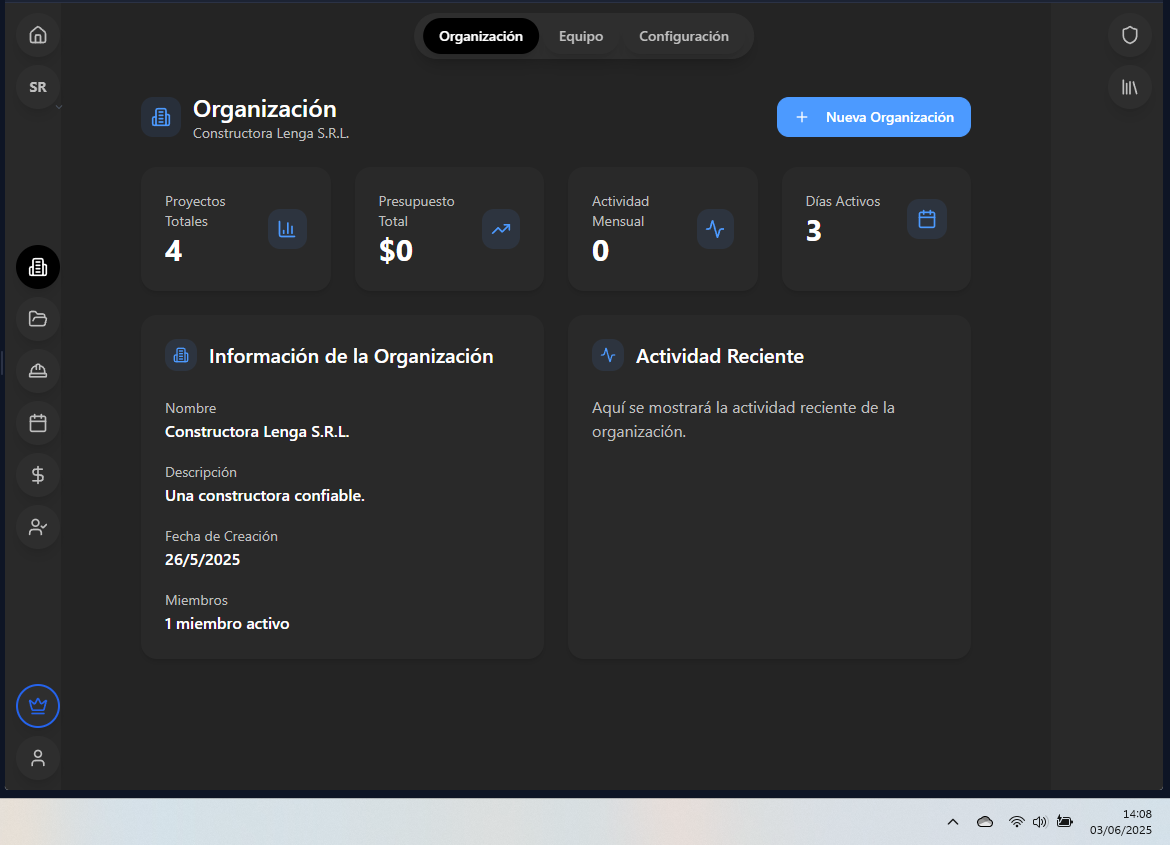 Organización
Equipo
Configuración
SR
Organización
Constructora Lenga S.R.L.
Nueva Organización
Proyectos
Totales
4
Presupuesto
Total
$0
Actividad
Mensual
0
Días Activos
3
Información de la Organización
Nombre
Constructora Lenga S.R.L.
Descripción
Una constructora confiable.
Fecha de Creación
26/5/2025
Miembros
1 miembro activo
Actividad Reciente
Aquí se mostrará la actividad reciente de la
organización.
14:08
03/06/2025